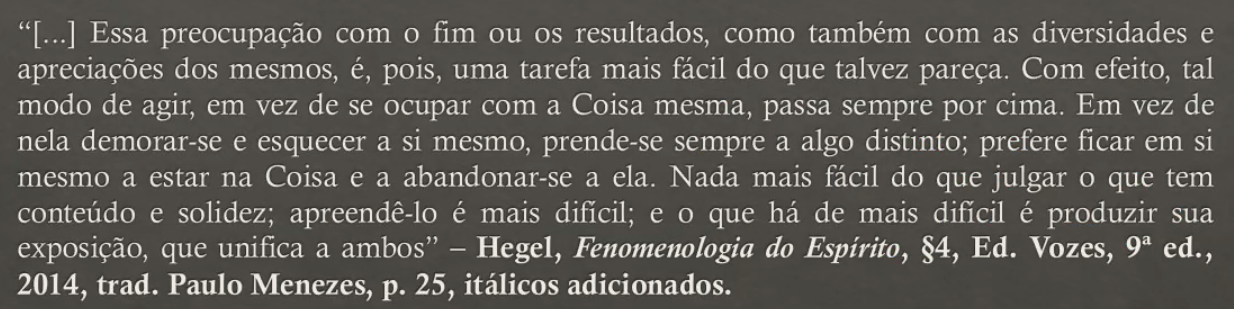 “[...] Essa preocupação com o fim ou os resultados, como também com as diversidades e
apreciações dos mesmos, é, pois, uma tarefa mais fácil do que talvez pareça. Com efeito, tal
modo de agir, em vez de se ocupar com a Coisa mesma, passa sempre por cima. Em vez de
nela demorar-se e esquecer a si mesmo, prende-se sempre a algo distinto; prefere ficar em si
mesmo a estar na Coisa e a abandonar-se a ela. Nada mais fácil do que julgar o que tem
conteúdo e solidez; apreendê-lo é mais difícil; e o que há de mais difícil é produzir sua
exposição, que unifica a ambos” – Hegel, Fenomenologia do Espírito, §4, Ed. Vozes, 9ª ed.,
2014, trad. Paulo Menezes, p. 25, itálicos adicionados.